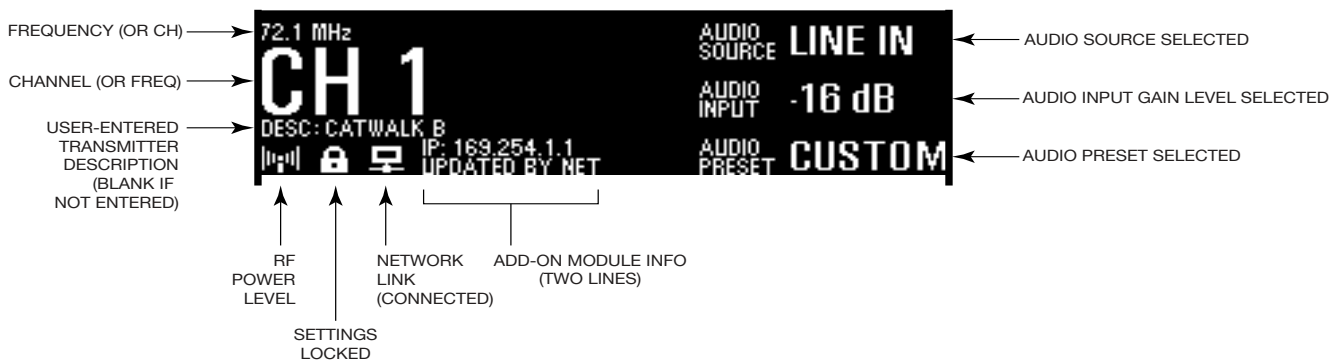 FREQUENCY (OR CH)
CHANNEL (OR FREQ)
USER-ENTERED
TRANSMITTER
DESCRIPTION
(BLANK IF
NOT ENTERED)
72.1 MHz
CH 1
DESC: CATWALK B
IP: 169.254.1.1
UPDATED BY NET
AUDIO
SOURCE
LINE IN
AUDIO
INPUT
-16 dB
AUDIO
PRESET
CUSTOM
AUDIO SOURCE SELECTED
AUDIO INPUT GAIN LEVEL SELECTED
AUDIO PRESET SELECTED
RF
POWER
LEVEL
SETTINGS
LOCKED
NETWORK
LINK
(CONNECTED)
ADD-ON MODULE INFO
(TWO LINES)